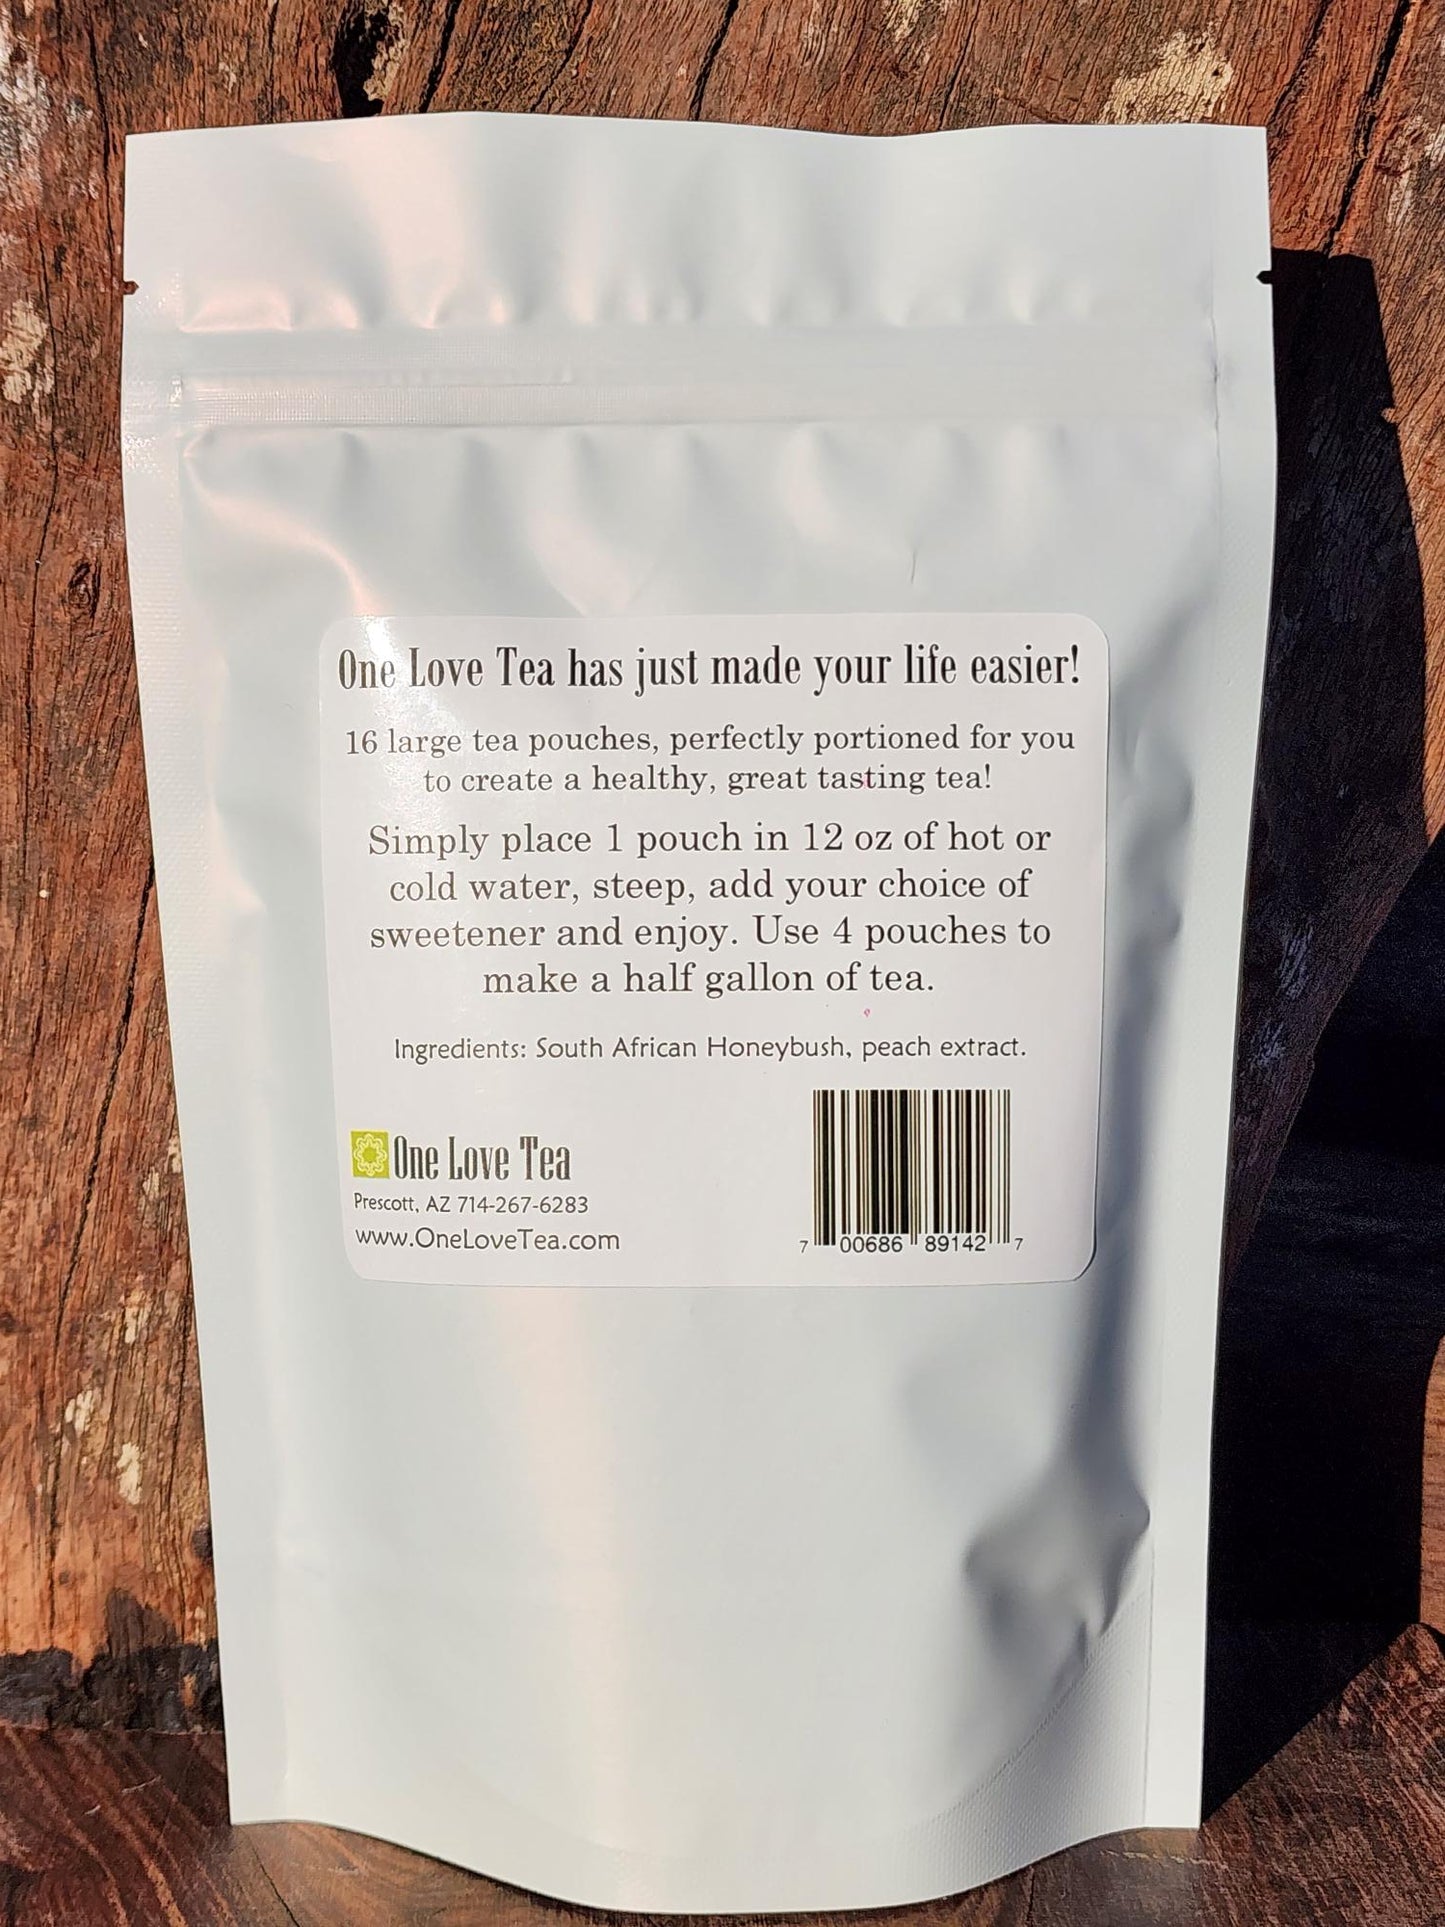 One Love Tea has just made your life easier!
16 large tea pouches, perfectly portioned for you
to create a healthy, great tasting tea!
Simply place 1 pouch in 12 oz of hot or
cold water, steep, add your choice of
sweetener and enjoy. Use 4 pouches to
make a half gallon of tea.
Ingredients: South African Honeybush, peach extract.
One Love Tea
Prescott, AZ 714-267-6283
www.OneLoveTea.com
7 00686 89142 7